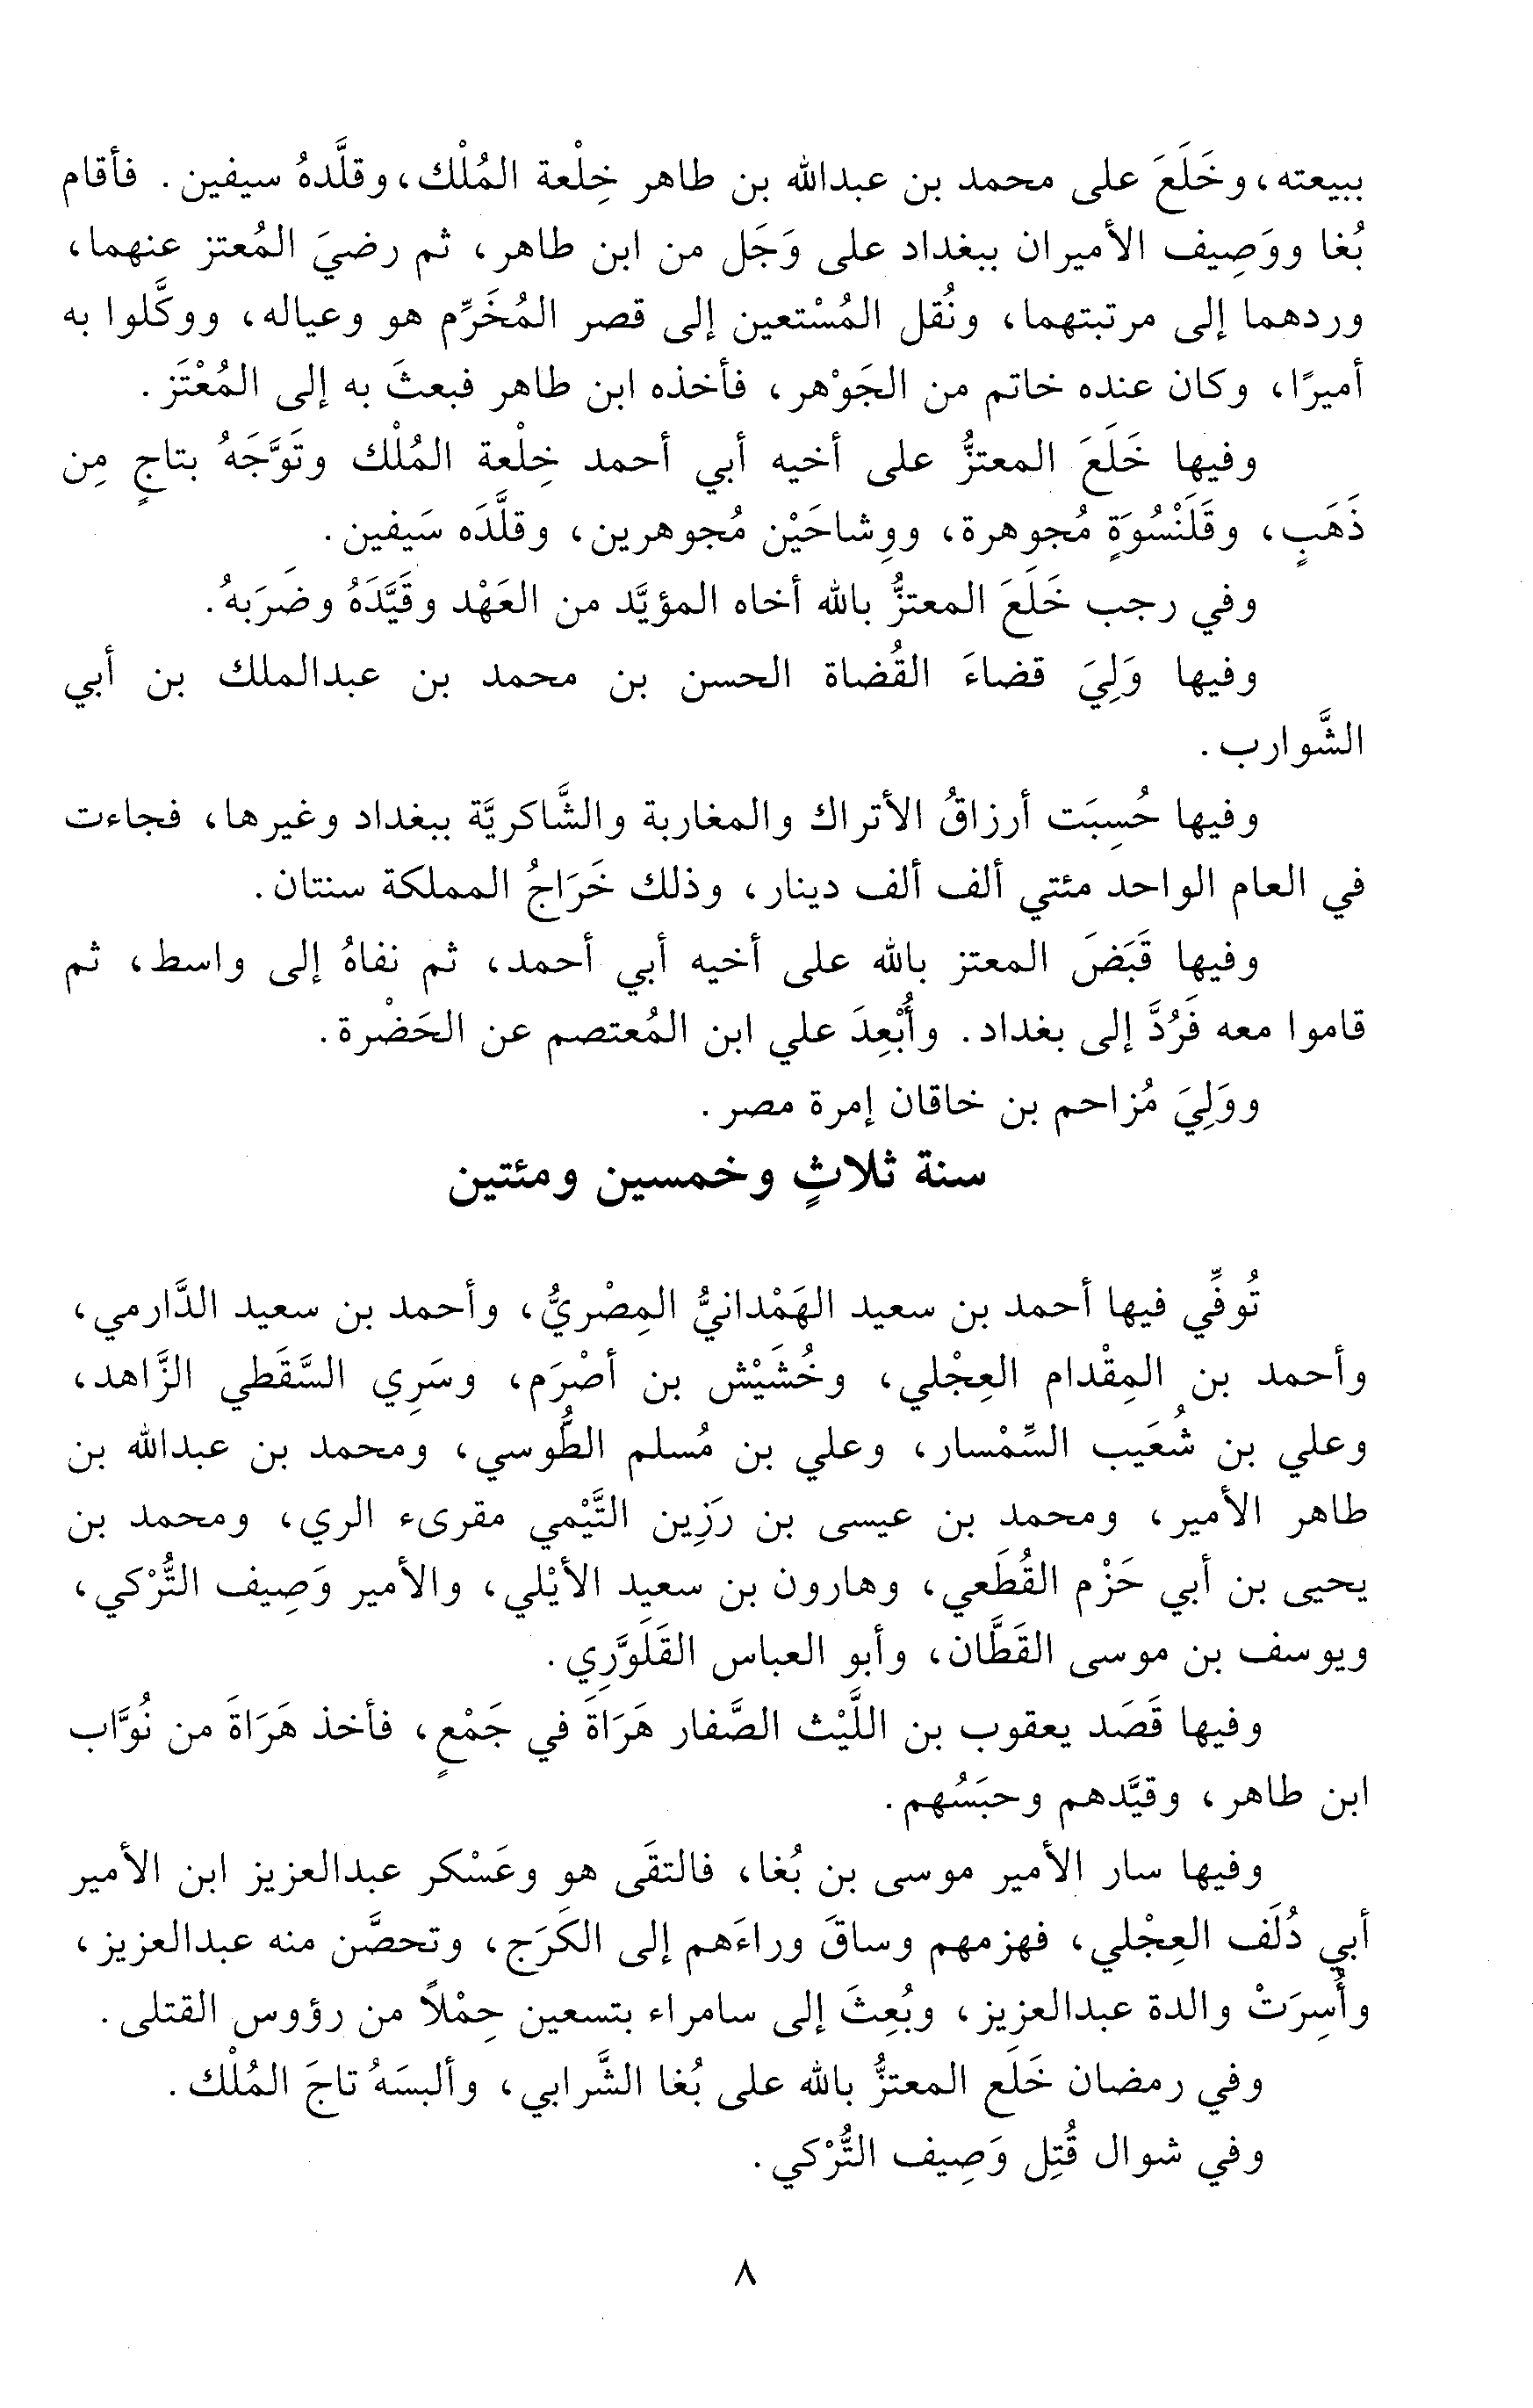 ببيعته، وخَلَعَ على محمد بن عبدالله بن طاهر خِلْعة المُلْك، وقلَّدهُ سيفين. فأقام
بُغا ووَصِيف الأميران ببغداد على وَجَل من ابن طاهر، ثم رضيَ المُعتز عنهما،
وردهما إلى مرتبتهما، ونُقل المُسْتعين إلى قصر المُخَرِّم هو وعياله، ووكَّلوا به
أميرًا، وكان عنده خاتم من الجَوْهر، فأخذه ابن طاهر فبعثَ به إلى المُعْتَز.
وفيها خَلَعَ المعتزُّ على أخيه أبي أحمد خِلْعة المُلْك وتَوَّجَهُ بتاجٍ مِن
ذَهَبٍ، وقَلَنْسُوَةٍ مُجوهرة، ووِشاحَيْن مُجوهرين، وقلَّدَه سَيفين.
وفي رجب خَلَعَ المعتزُّ بالله أخاه المؤيَّد من العَهْد وقَيَّدَهُ وضَرَبهُ.
وفيها وَلِيَ قضاءَ القُضاة الحسن بن محمد بن عبدالملك بن أبي
الشَّوارب.
وفيها حُسِبَت أرزاقُ الأتراك والمغاربة والشَّاكريَّة ببغداد وغيرها، فجاءت
في العام الواحد مئتي ألف ألف دينار، وذلك خَرَاجُ المملكة سنتان.
وفيها قَبَضَ المعتز بالله على أخيه أبي أحمد، ثم نفاهُ إلى واسط، ثم
قاموا معه فَرُدَّ إلى بغداد. وأُبْعِدَ علي ابن المُعتصم عن الحَضْرة.
ووَلِيَ مُزاحم بن خاقان إمرة مصر.
سنة ثلاثٍ وخمسين ومئتين
تُوفِّي فيها أحمد بن سعيد الهَمْدانيُّ المِصْريُّ، وأحمد بن سعيد الدَّارمي،
وأحمد بن المِقْدام العِجْلي، وخُشَيْش بن أصْرَم، وسَرِي السَّقَطي الزَّاهد،
وعلي بن شُعَيب السِّمْسار، وعلي بن مُسلم الطُّوسي، ومحمد بن عبدالله بن
طاهر الأمير، ومحمد بن عيسى بن رَزِين التَّيْمي مقرىء الري، ومحمد بن
يحيى بن أبي حَزْم القُطَعي، وهارون بن سعيد الأيْلي، والأمير وَصِيف التُّرْكي،
ويوسف بن موسى القَطَّان، وأبو العباس القَلَوَّرِي.
وفيها قَصَد يعقوب بن اللَّيْث الصَّفار هَرَاةَ في جَمْعٍ، فأخذ هَرَاةَ من نُوَّاب
ابن طاهر، وقيَّدهم وحبَسُهم.
وفيها سار الأمير موسى بن بُغا، فالتقَى هو وعَسْكر عبدالعزيز ابن الأمير
أبي دُلَف العِجْلي، فهزمهم وساقَ وراءَهم إلى الكَرَج، وتحصَّن منه عبدالعزيز،
وأُسِرَتْ والدة عبدالعزيز، وبُعِثَ إلى سامراء بتسعين حِمْلاً من رؤوس القتلى.
وفي رمضان خَلَع المعتزُّ بالله على بُغا الشَّرابي، وألبسَهُ تاجَ المُلْك.
وفي شوال قُتِل وَصِيف التُّرْكي.
٨